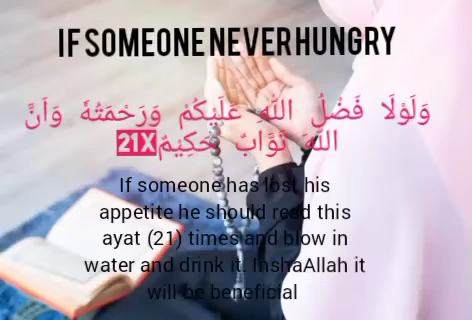 IF SOMEONE NEVER HUNGRY
وَلَوْلَا فَضْلُ اللّٰهِ عَلَيْكُمْ وَرَحْمَتُهٗ وَاَنَّ
اللّٰهَ تَوَّابٌ حَكِيْمٌ 21X
If someone has lost his
appetite he should read this
ayat (21) times and blow in
water and drink it. InshaAllah it
will be beneficial